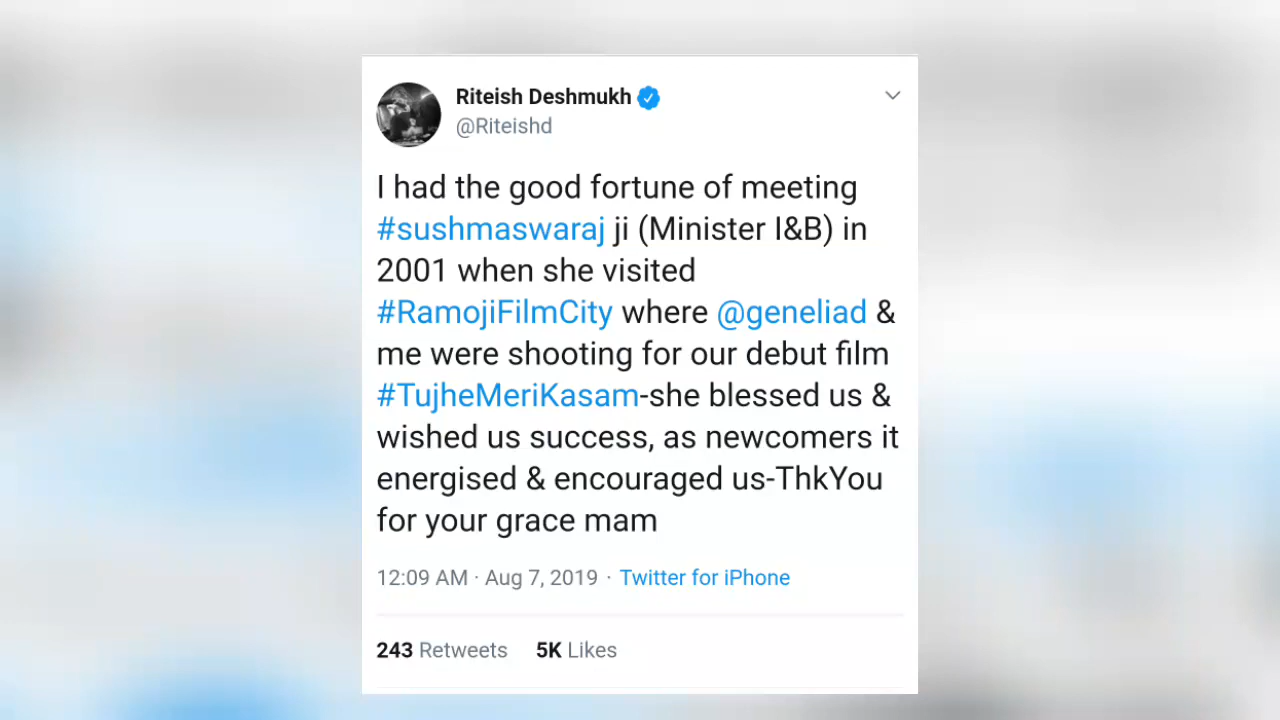 Riteish Deshmukh
@Riteishd
I had the good fortune of meeting
#sushmaswaraj ji (Minister I&B) in
2001 when she visited
#RamojiFilmCity where @geneliad &
me were shooting for our debut film
#TujheMeriKasam-she blessed us &
wished us success, as newcomers it
energised & encouraged us-ThkYou
for your grace mam
12:09 AM · Aug 7, 2019 · Twitter for iPhone
243 Retweets 5K Likes